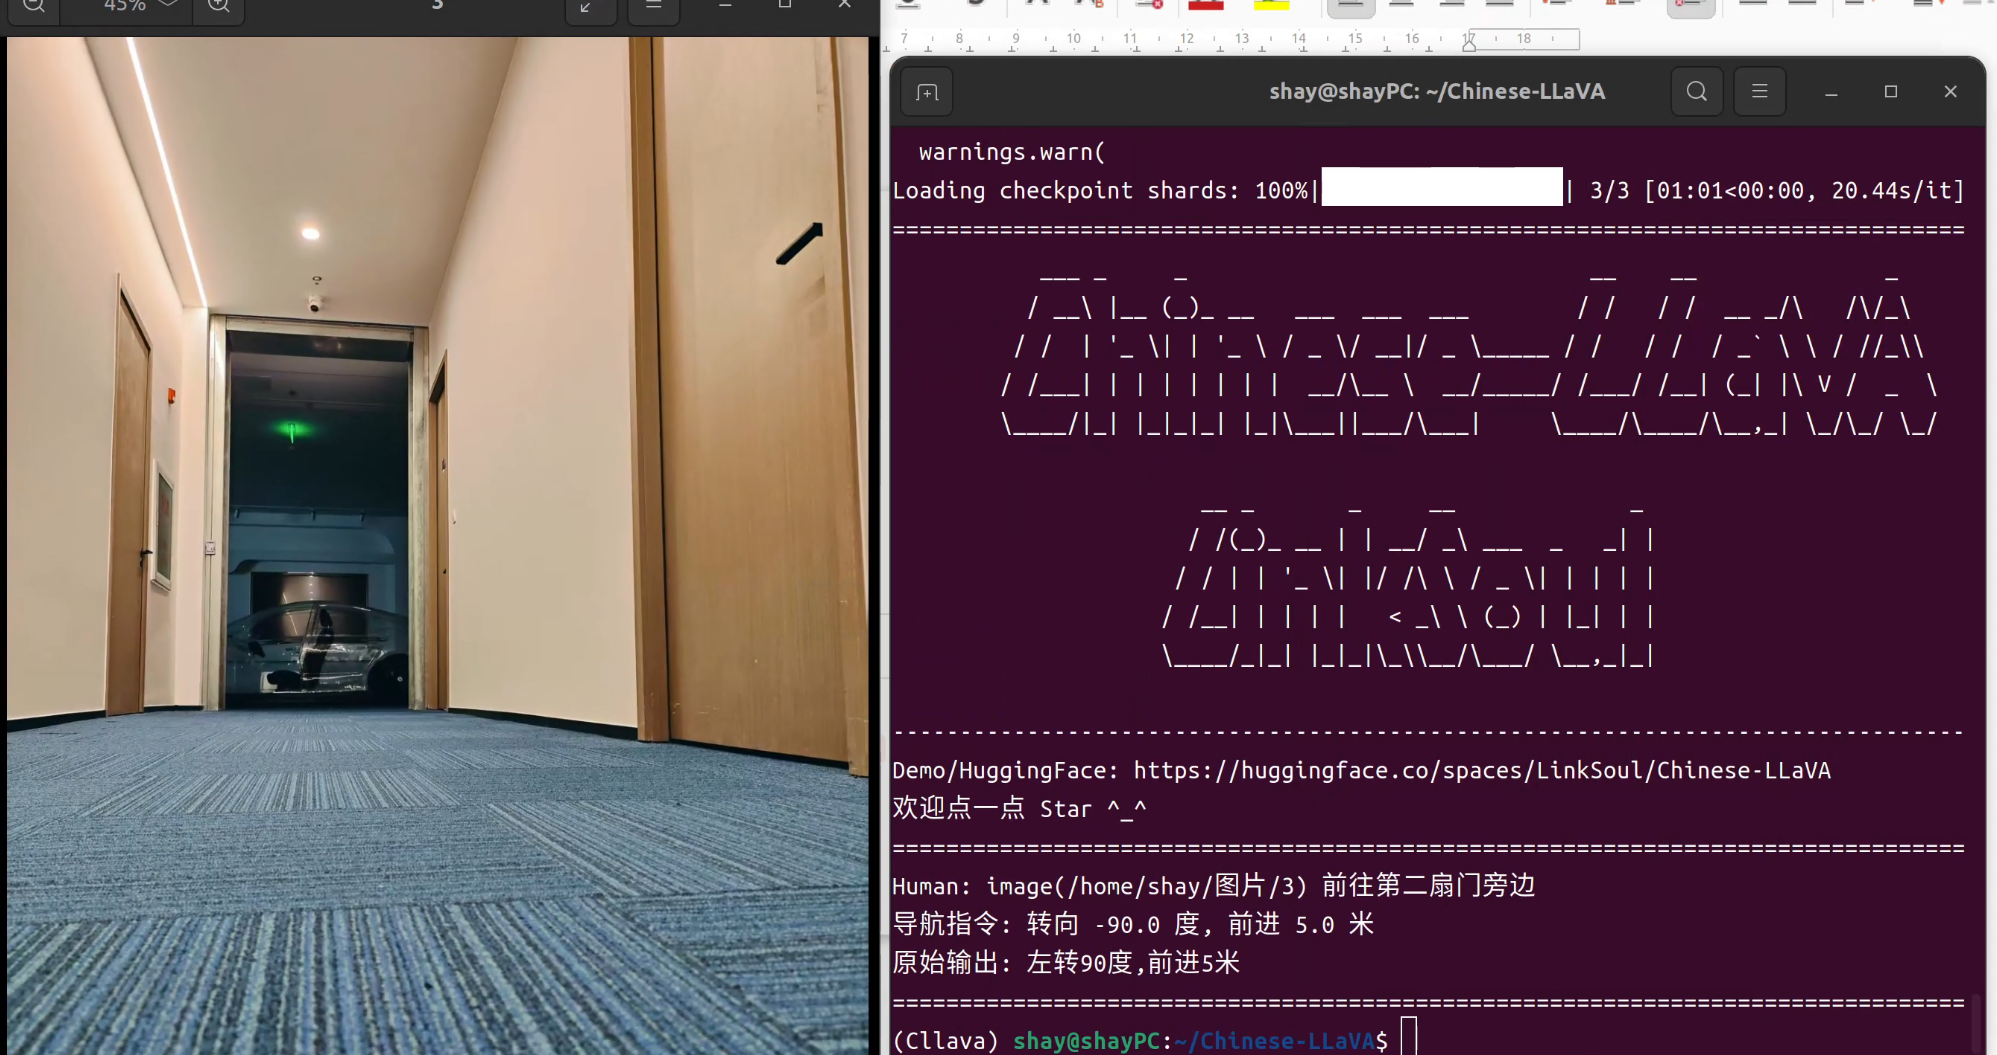 45%
3
7 8 9 10 11 12 13 14 15 16 17 18
shay@shayPC: ~/Chinese-LLaVA
warnings.warn(
Loading checkpoint shards: 100%| | 3/3 [01:01<00:00, 20.44s/it]
================================================================================
Chinese-LLaVA
LinkSoul
--------------------------------------------------------------------------------
Demo/HuggingFace: https://huggingface.co/spaces/LinkSoul/Chinese-LLaVA
欢迎点一点 Star ^_^
================================================================================
Human: image(/home/shay/图片/3) 前往第二扇门旁边
导航指令: 转向 -90.0 度, 前进 5.0 米
原始输出: 左转90度,前进5米
================================================================================
(Cllava) shay@shayPC:~/Chinese-LLaVA$